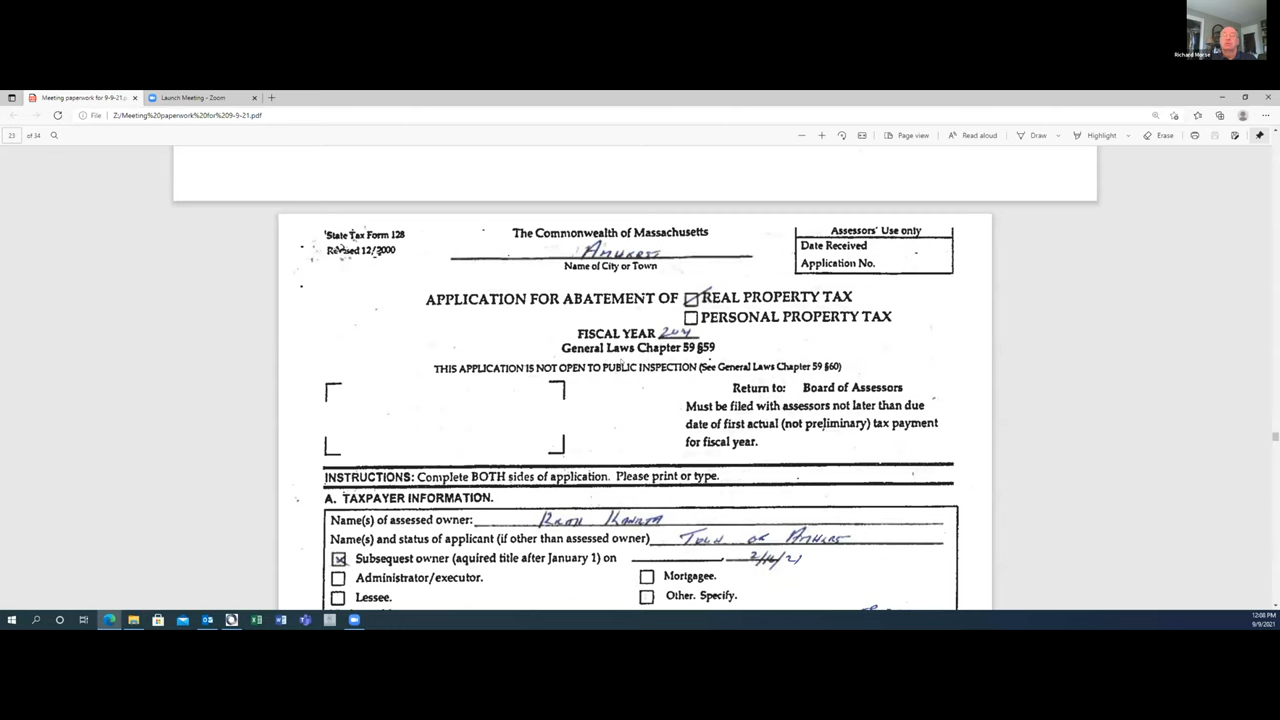 Richard Morse
Meeting paperwork for 9-9-21.p
Launch Meeting - Zoom
File
Z:/Meeting%20paperwork%20for%209-9-21.pdf
23 of 34
Page view
Read aloud
Draw
Highlight
Erase
State Tax Form 128
Revised 12/2000
The Commonwealth of Massachusetts
Amherst
Name of City or Town
Assessors' Use only
Date Received
Application No.
APPLICATION FOR ABATEMENT OF REAL PROPERTY TAX
PERSONAL PROPERTY TAX
FISCAL YEAR
General Laws Chapter 59 §59
THIS APPLICATION IS NOT OPEN TO PUBLIC INSPECTION (See General Laws Chapter 59 §60)
Return to: Board of Assessors
Must be filed with assessors not later than due
date of first actual (not preliminary) tax payment
for fiscal year.
INSTRUCTIONS: Complete BOTH sides of application. Please print or type.
A. TAXPAYER INFORMATION.
Name(s) of assessed owner:
Name(s) and status of applicant (if other than assessed owner) Town of Amherst
Subsequent owner (aquired title after January 1) on 2/16/21
Administrator/executor.
Mortgagee.
Lessee.
Other. Specify.
12:08 PM
9/9/2021